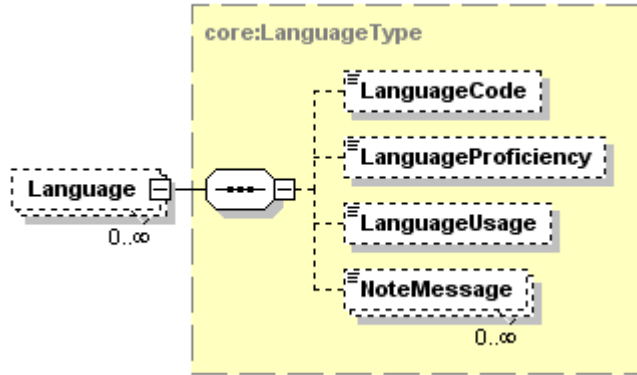 core:LanguageType
LanguageCode
LanguageProficiency
Language
0..∞
LanguageUsage
NoteMessage
0..∞